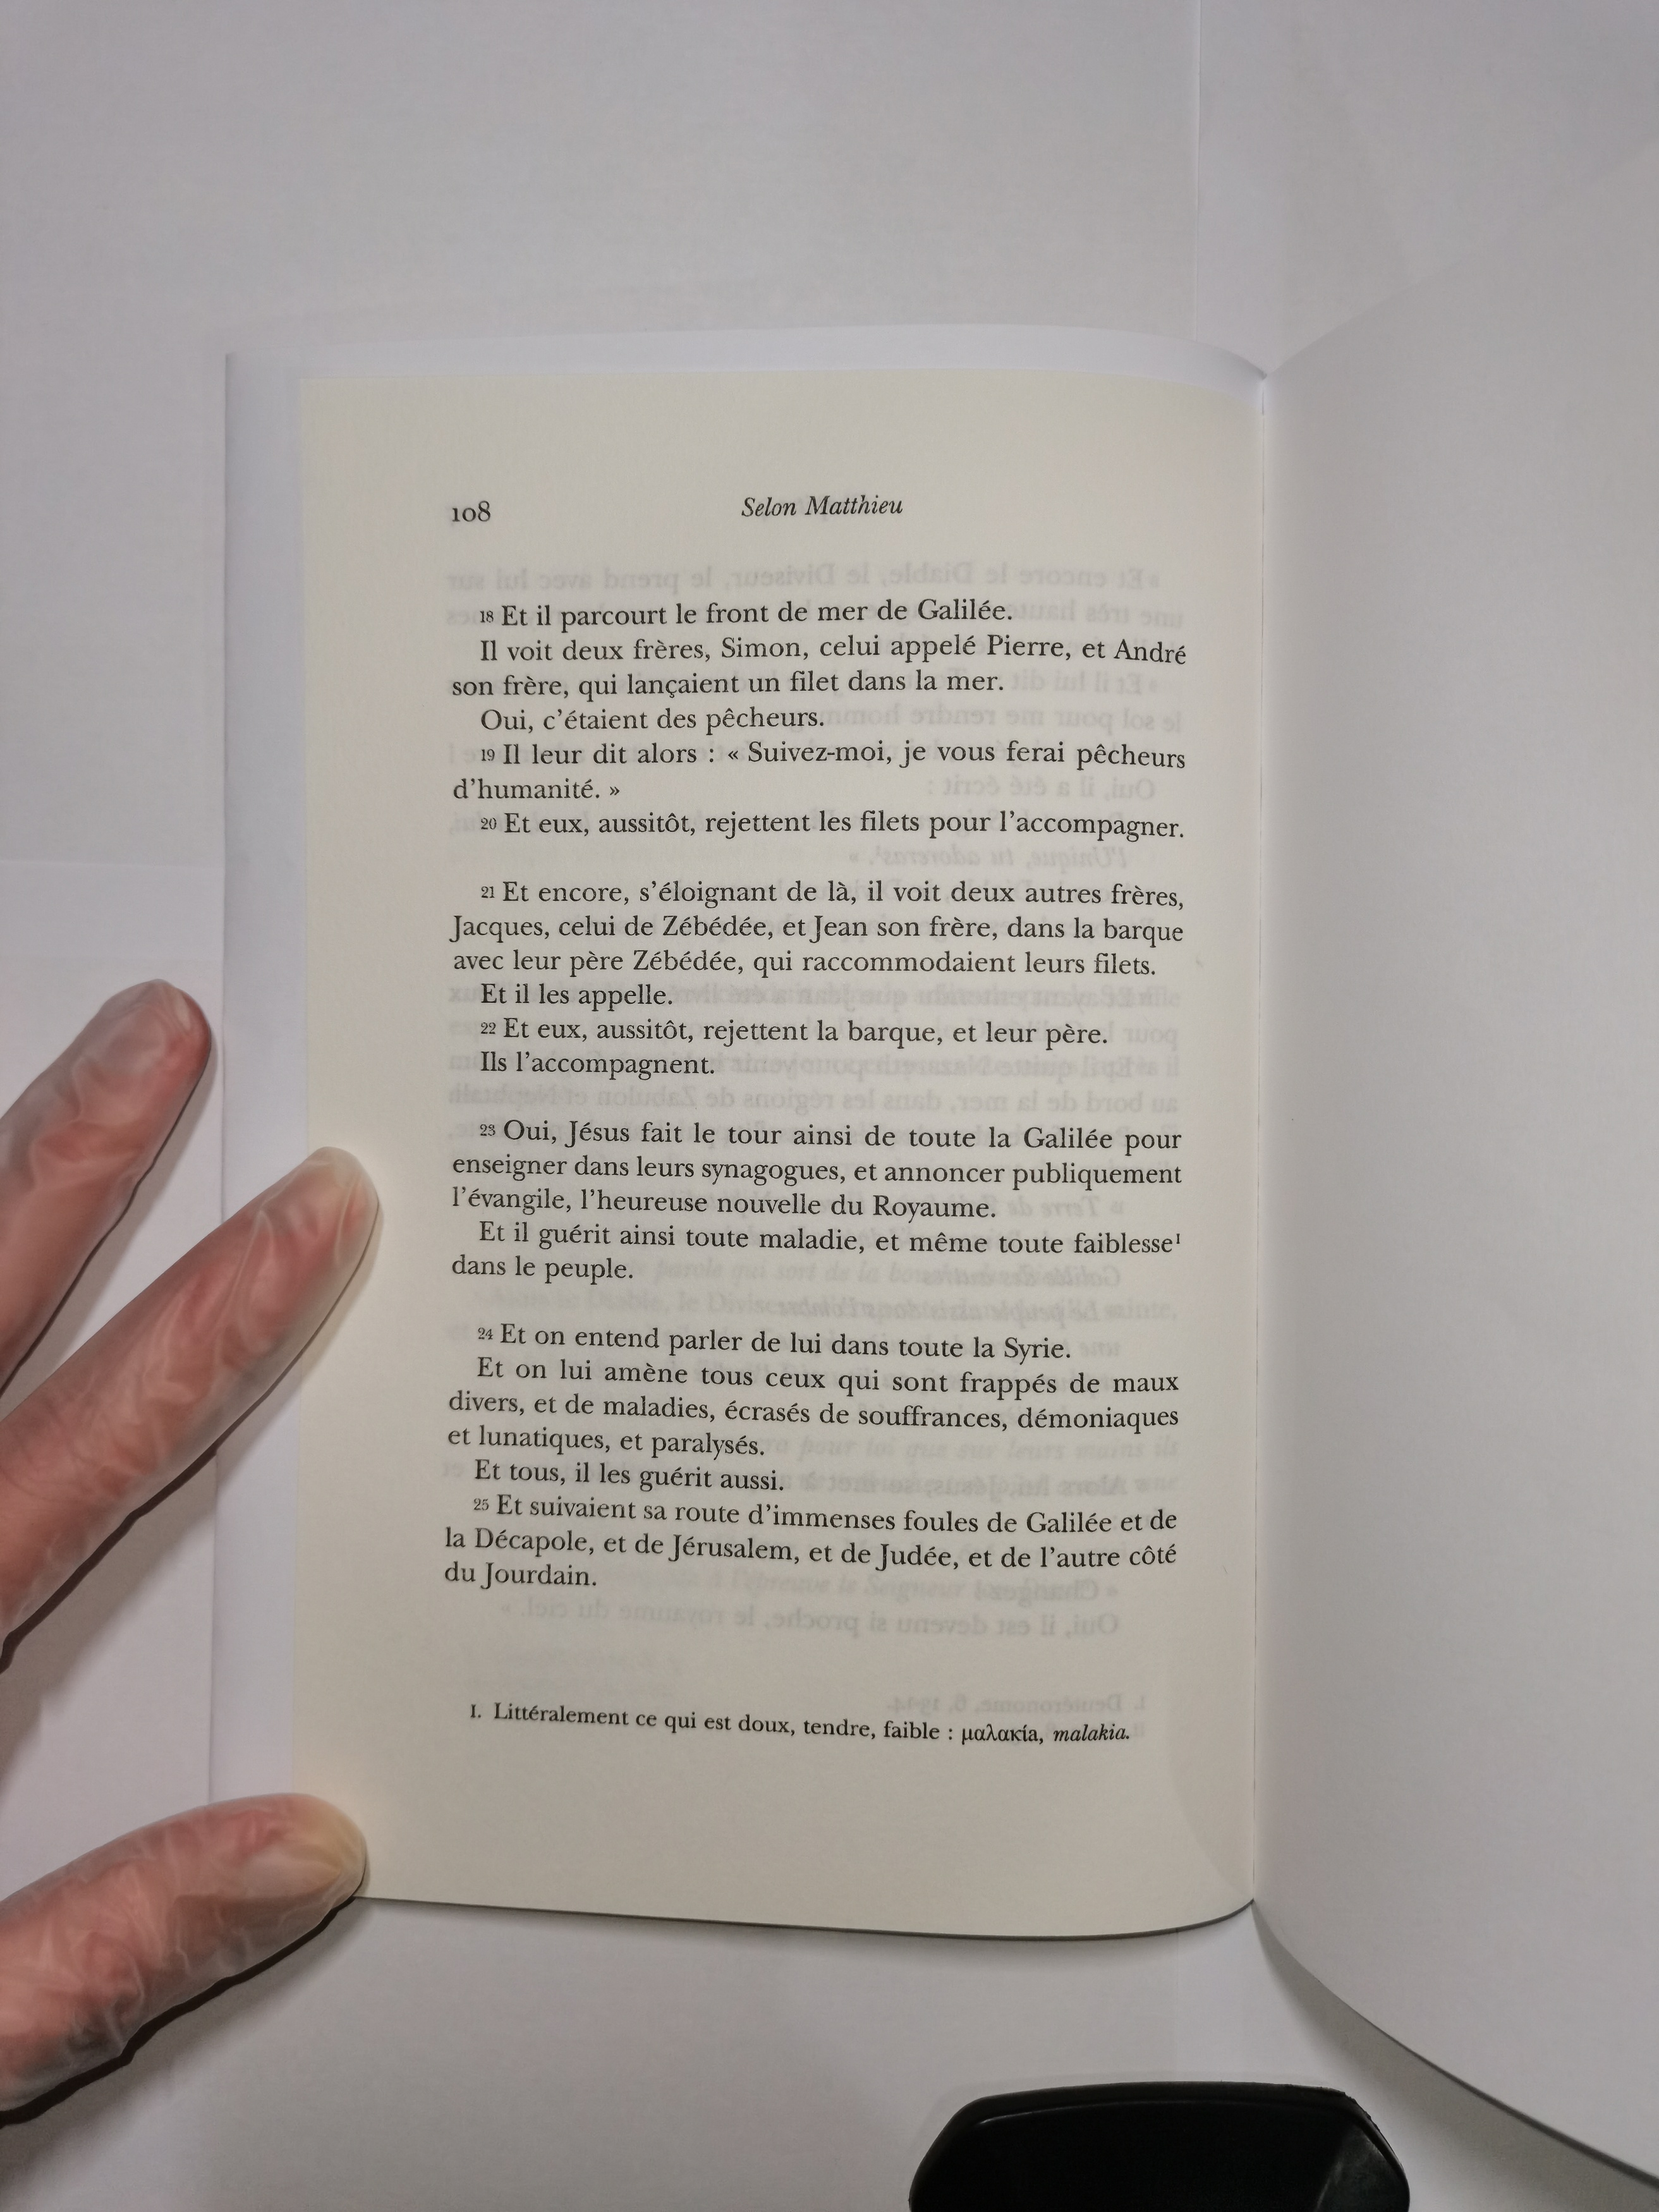 108
Selon Matthieu
18 Et il parcourt le front de mer de Galilée.
Il voit deux frères, Simon, celui appelé Pierre, et André
son frère, qui lançaient un filet dans la mer.
Oui, c’étaient des pêcheurs.
19 Il leur dit alors : « Suivez-moi, je vous ferai pêcheurs
d’humanité. »
20 Et eux, aussitôt, rejettent les filets pour l’accompagner.
21 Et encore, s’éloignant de là, il voit deux autres frères,
Jacques, celui de Zébédée, et Jean son frère, dans la barque
avec leur père Zébédée, qui raccommodaient leurs filets.
Et il les appelle.
22 Et eux, aussitôt, rejettent la barque, et leur père.
Ils l’accompagnent.
23 Oui, Jésus fait le tour ainsi de toute la Galilée pour
enseigner dans leurs synagogues, et annoncer publiquement
l’évangile, l’heureuse nouvelle du Royaume.
Et il guérit ainsi toute maladie, et même toute faiblesse¹
dans le peuple.
24 Et on entend parler de lui dans toute la Syrie.
Et on lui amène tous ceux qui sont frappés de maux
divers, et de maladies, écrasés de souffrances, démoniaques
et lunatiques, et paralysés.
Et tous, il les guérit aussi.
25 Et suivaient sa route d’immenses foules de Galilée et de
la Décapole, et de Jérusalem, et de Judée, et de l’autre côté
du Jourdain.
1. Littéralement ce qui est doux, tendre, faible : μαλακία, malakia.